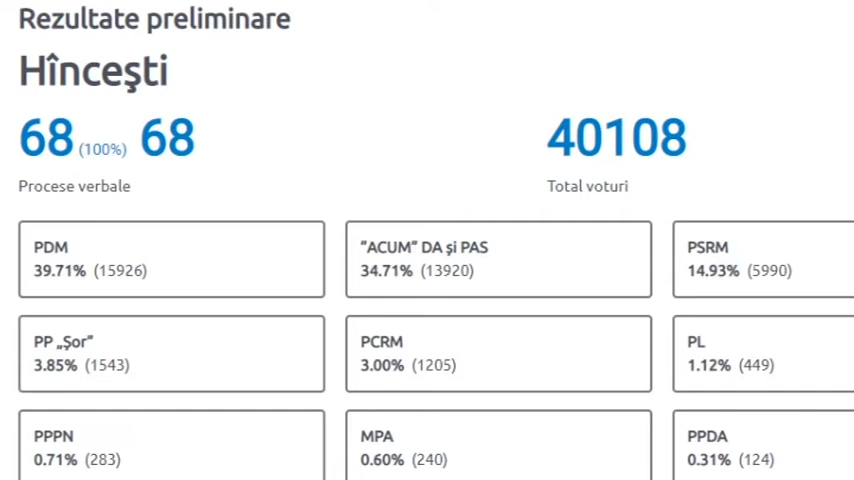 Rezultate preliminare
Hînceşti
68 (100%) 68
40108
Procese verbale
Total voturi
PDM
39.71% (15926)
"ACUM" DA şi PAS
34.71% (13920)
PSRM
14.93% (5990)
PP „Şor”
3.85% (1543)
PCRM
3.00% (1205)
PL
1.12% (449)
PPPN
0.71% (283)
MPA
0.60% (240)
PPDA
0.31% (124)